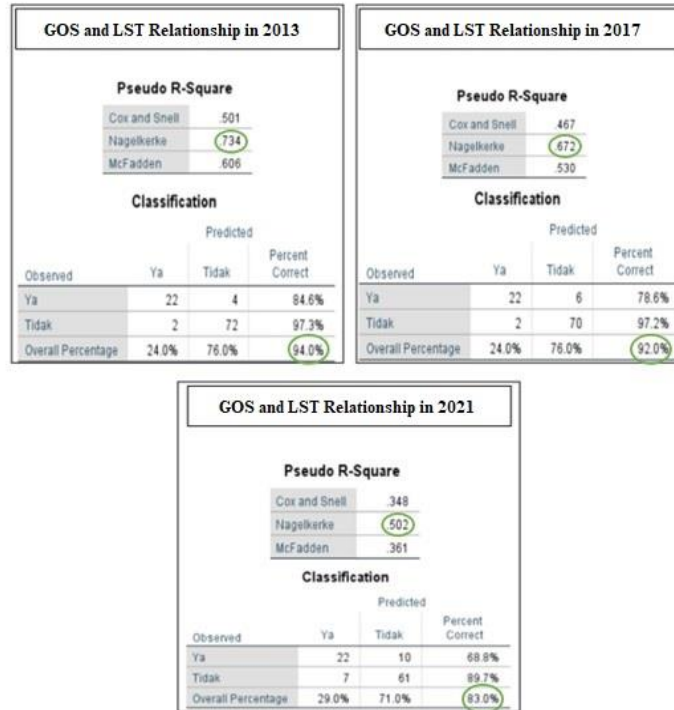 GOS and LST Relationship in 2013
Pseudo R-Square
Cox and Snell .501
Nagelkerke .734
McFadden .606
Classification
Predicted
Observed Ya Tidak Percent Correct
Ya 22 4 84.6%
Tidak 2 72 97.3%
Overall Percentage 24.0% 76.0% 94.0%
GOS and LST Relationship in 2017
Pseudo R-Square
Cox and Snell .467
Nagelkerke .672
McFadden .530
Classification
Predicted
Observed Ya Tidak Percent Correct
Ya 22 6 78.6%
Tidak 2 70 97.2%
Overall Percentage 24.0% 76.0% 92.0%
GOS and LST Relationship in 2021
Pseudo R-Square
Cox and Snell .348
Nagelkerke .502
McFadden .361
Classification
Predicted
Observed Ya Tidak Percent Correct
Ya 22 10 68.8%
Tidak 7 61 89.7%
Overall Percentage 29.0% 71.0% 83.0%